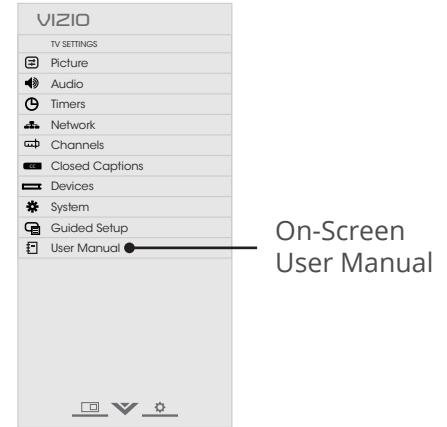 VIZIO
TV SETTINGS
Picture
Audio
Timers
Network
Channels
CC
Closed Captions
Devices
System
Guided Setup
User Manual
On-Screen
User Manual